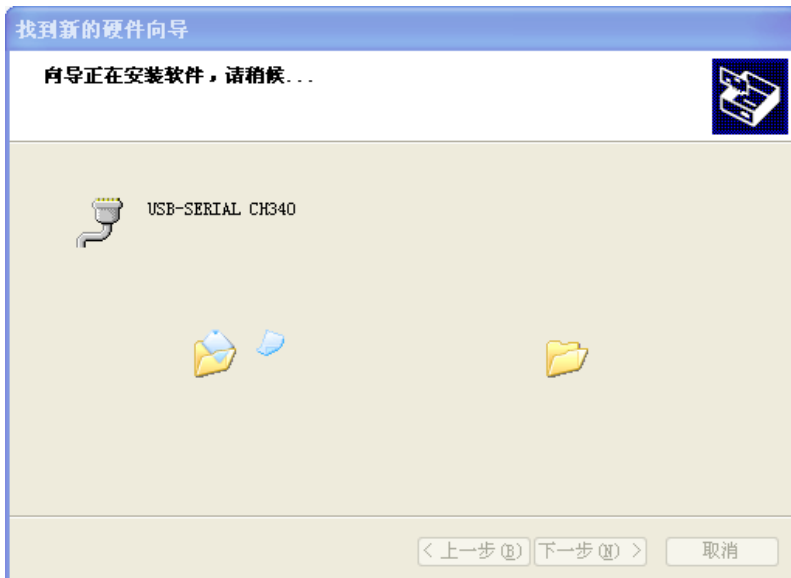 找到新的硬件向导
向导正在安装软件，请稍候...
USB-SERIAL CH340
< 上一步(B) 下一步(N) > 取消